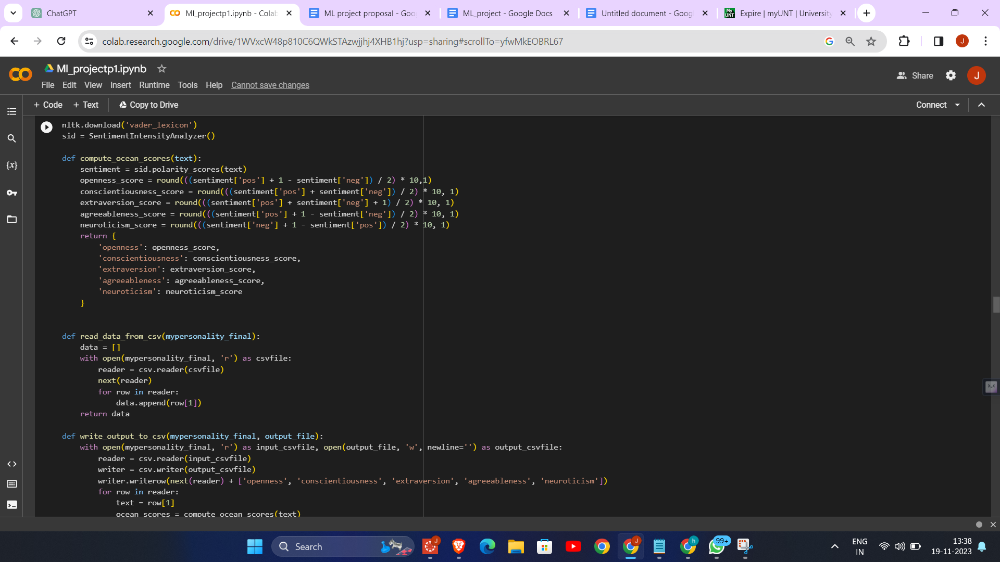 ChatGPT
Ml_projectp1.ipynb - Colab
ML project proposal - Goo
ML_project - Google Docs
Untitled document - Googl
Expire | myUNT | University
colab.research.google.com/drive/1WVxcW48p810C6QWkSTAzwjjhj4XHB1hj?usp=sharing#scrollTo=yfwMkEOBRL67
J
Ml_projectp1.ipynb
File Edit View Insert Runtime Tools Help Cannot save changes
Share
J
+ Code + Text Copy to Drive
Connect
nltk.download('vader_lexicon')
sid = SentimentIntensityAnalyzer()
def compute_ocean_scores(text):
sentiment = sid.polarity_scores(text)
openness_score = round(((sentiment['pos'] + 1 - sentiment['neg']) / 2) * 10,1)
conscientiousness_score = round(((sentiment['pos'] + sentiment['neg']) / 2) * 10, 1)
extraversion_score = round(((sentiment['pos'] + sentiment['neg'] + 1) / 2) * 10, 1)
agreeableness_score = round(((sentiment['pos'] + 1 - sentiment['neg']) / 2) * 10, 1)
neuroticism_score = round(((sentiment['neg'] + 1 - sentiment['pos']) / 2) * 10, 1)
return {
'openness': openness_score,
'conscientiousness': conscientiousness_score,
'extraversion': extraversion_score,
'agreeableness': agreeableness_score,
'neuroticism': neuroticism_score
}
def read_data_from_csv(mypersonality_final):
data = []
with open(mypersonality_final, 'r') as csvfile:
reader = csv.reader(csvfile)
next(reader)
for row in reader:
data.append(row[1])
return data
def write_output_to_csv(mypersonality_final, output_file):
with open(mypersonality_final, 'r') as input_csvfile, open(output_file, 'w', newline='') as output_csvfile:
reader = csv.reader(input_csvfile)
writer = csv.writer(output_csvfile)
writer.writerow(next(reader) + ['openness', 'conscientiousness', 'extraversion', 'agreeableness', 'neuroticism'])
for row in reader:
text = row[1]
ocean_scores = compute_ocean_scores(text)
Search
J
J
h
99+
ENG
IN
13:38
19-11-2023